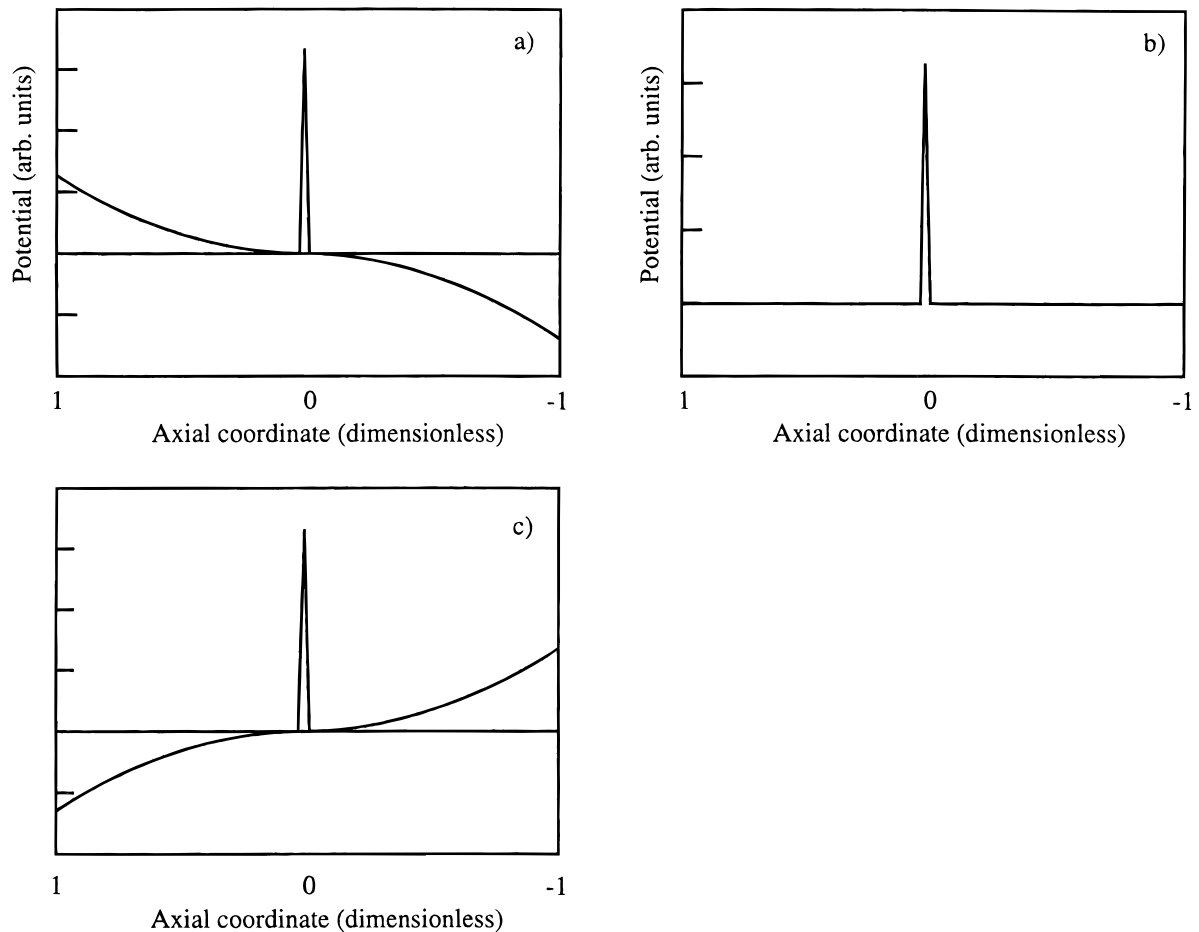 a)
Potential (arb. units)
1 0 -1
Axial coordinate (dimensionless)
b)
Potential (arb. units)
1 0 -1
Axial coordinate (dimensionless)
c)
1 0 -1
Axial coordinate (dimensionless)